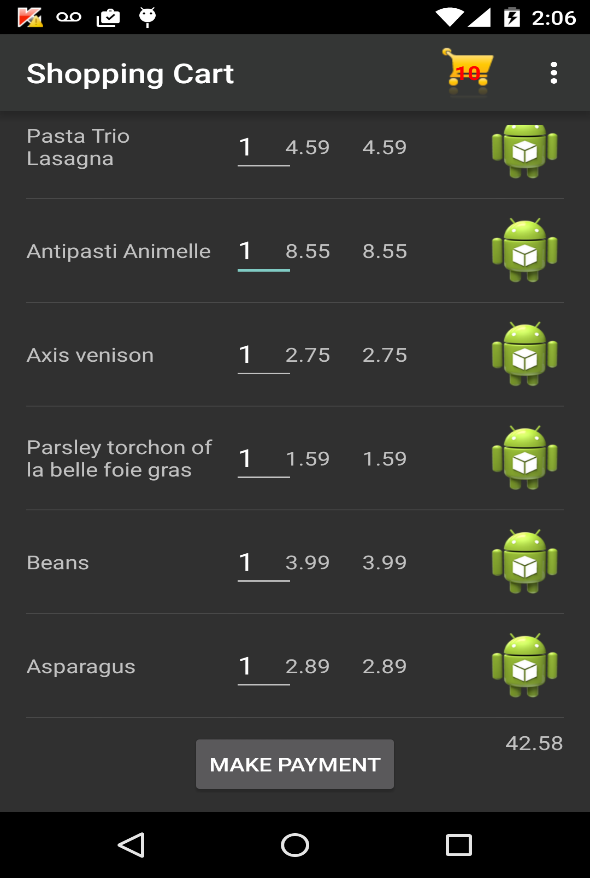 2:06
Shopping Cart 10
Pasta Trio
Lasagna 1 4.59 4.59
Antipasti Animelle 1 8.55 8.55
Axis venison 1 2.75 2.75
Parsley torchon of
la belle foie gras 1 1.59 1.59
Beans 1 3.99 3.99
Asparagus 1 2.89 2.89
42.58
MAKE PAYMENT